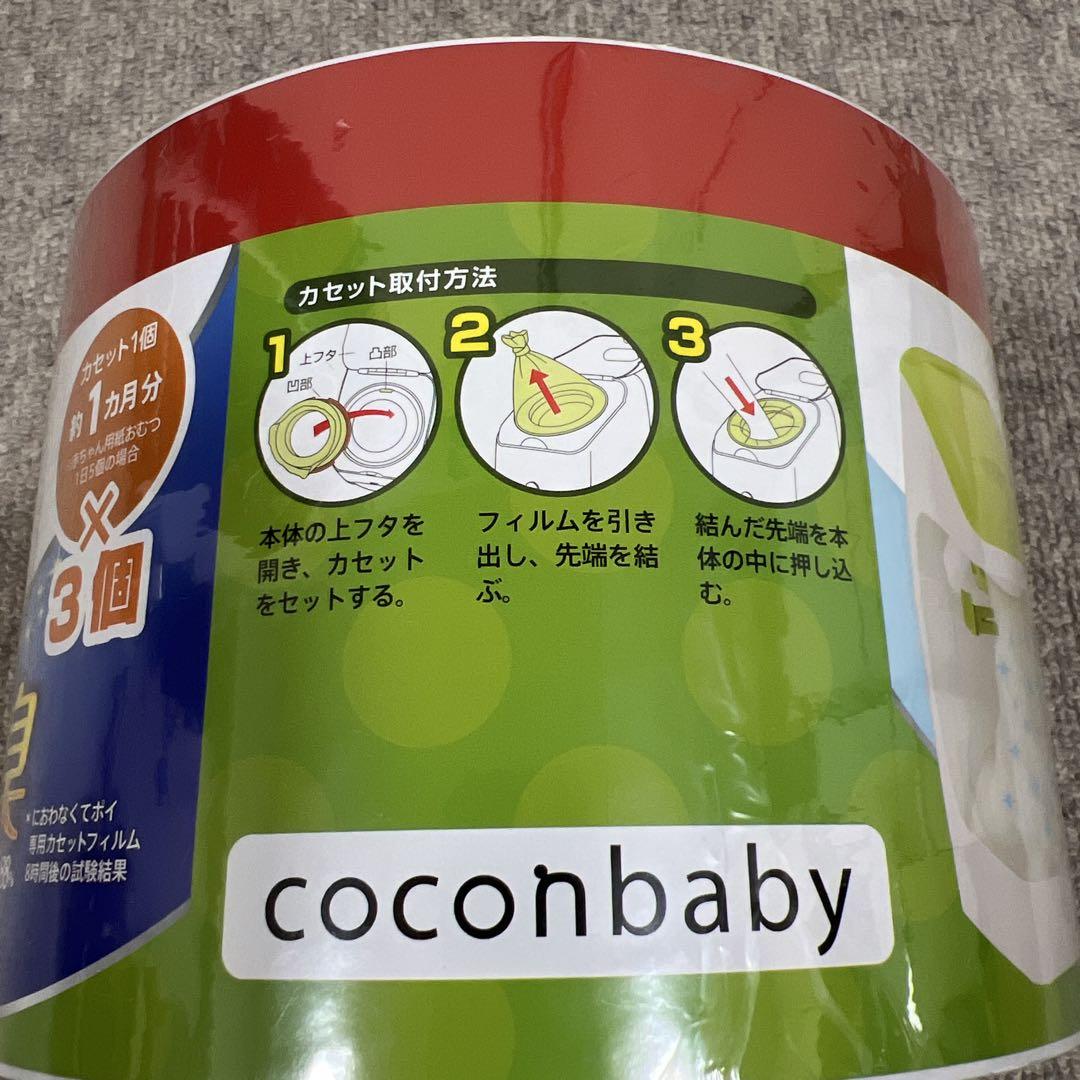 カセット取付方法
1
上フタ
凸部
凹部
2
3
本体の上フタを
開き、カセット
をセットする。
フィルムを引き
出し、先端を結
ぶ。
結んだ先端を本
体の中に押し込
む。
カセット1個
約1カ月分
ちゃん用紙おむつ
1日5個の場合
×
3個
*におわなくてポイ
専用カセットフィルム
8時間後の試験結果
coconbaby